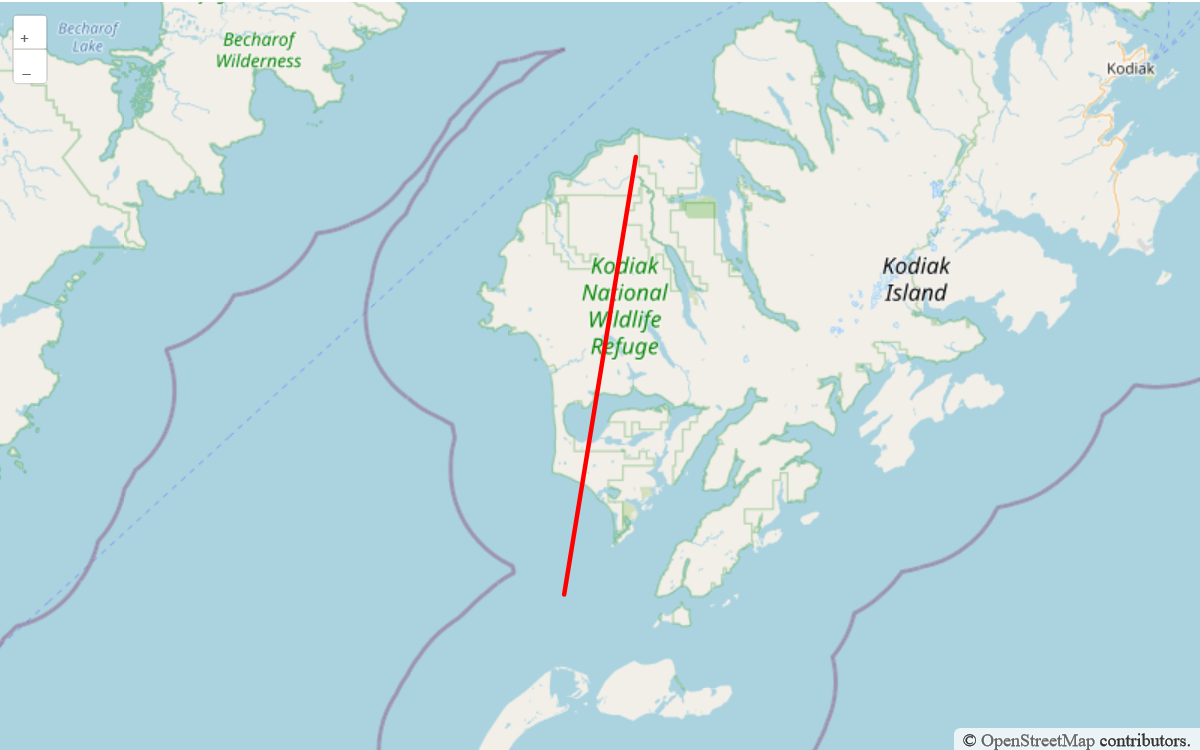 +
−
Becharof
Lake
Becharof
Wilderness
Kodiak
Kodiak
National
Wildlife
Refuge
Kodiak
Island
© OpenStreetMap contributors.